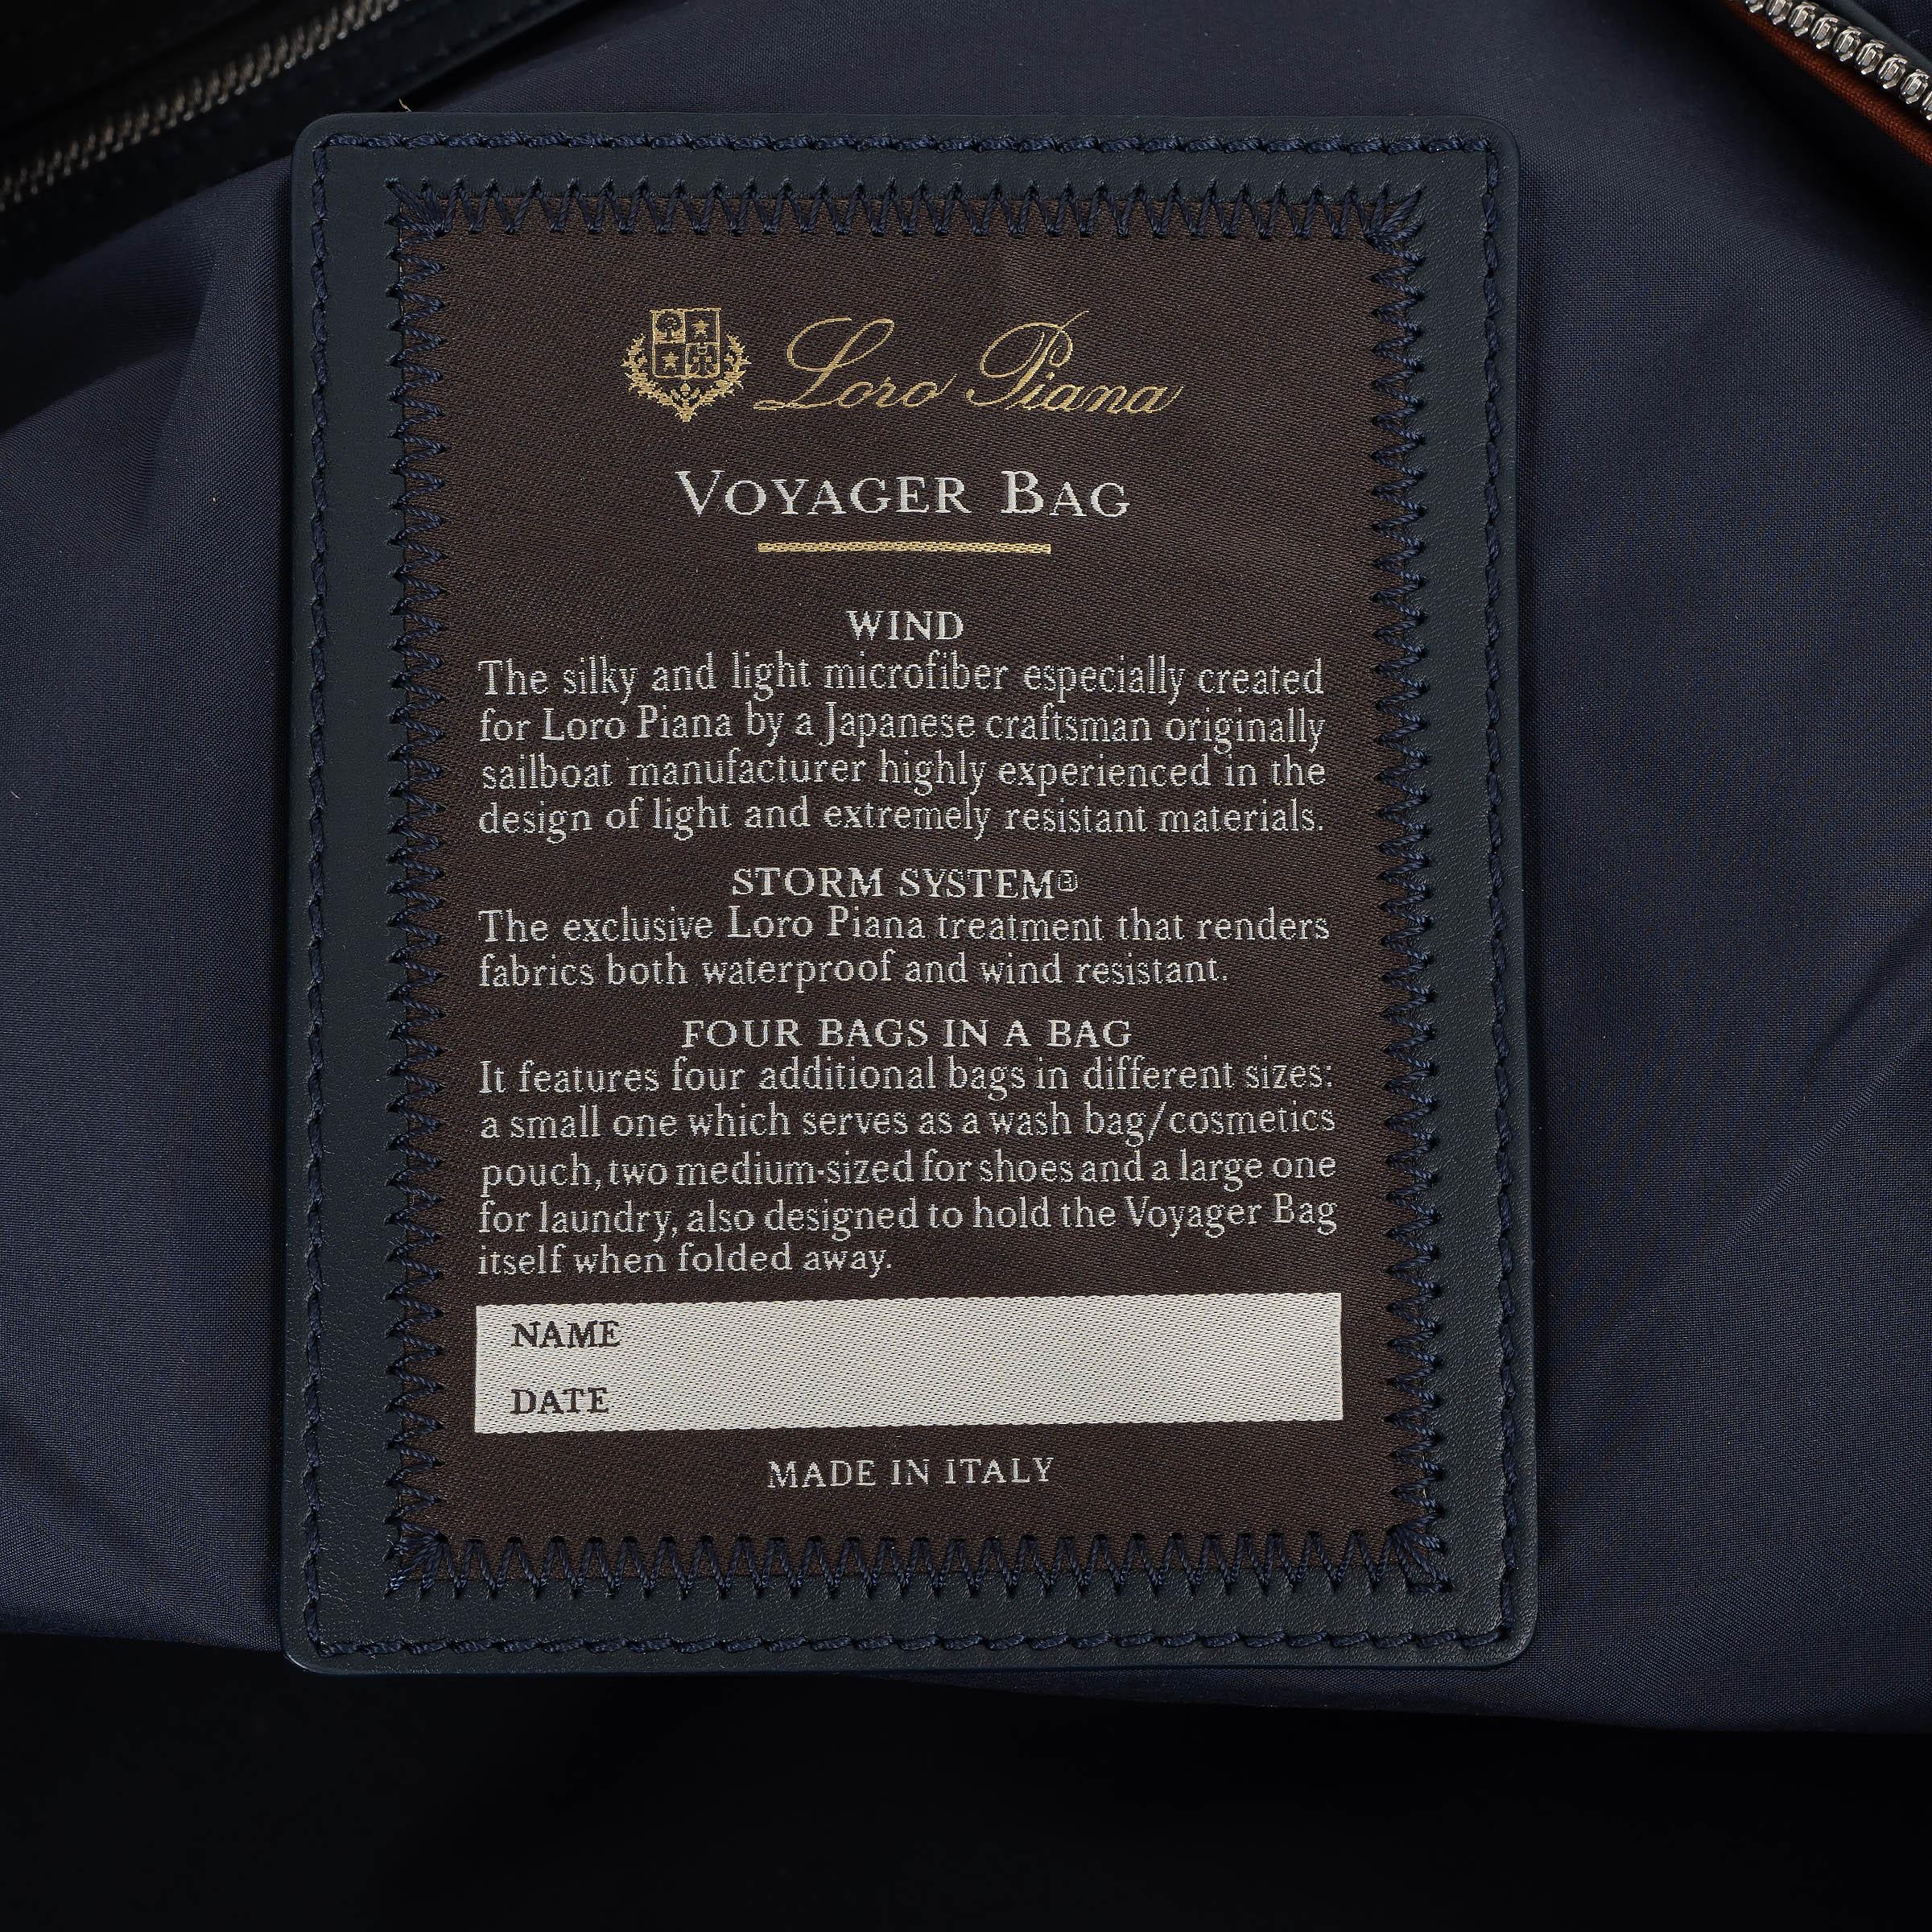 Loro Piana
VOYAGER BAG
WIND
The silky and light microfiber especially created
for Loro Piana by a Japanese craftsman originally
sailboat manufacturer highly experienced in the
design of light and extremely resistant materials.
STORM SYSTEM®
The exclusive Loro Piana treatment that renders
fabrics both waterproof and wind resistant.
FOUR BAGS IN A BAG
It features four additional bags in different sizes:
a small one which serves as a wash bag/cosmetics
pouch, two medium-sized for shoes and a large one
for laundry, also designed to hold the Voyager Bag
itself when folded away.
NAME
DATE
MADE IN ITALY